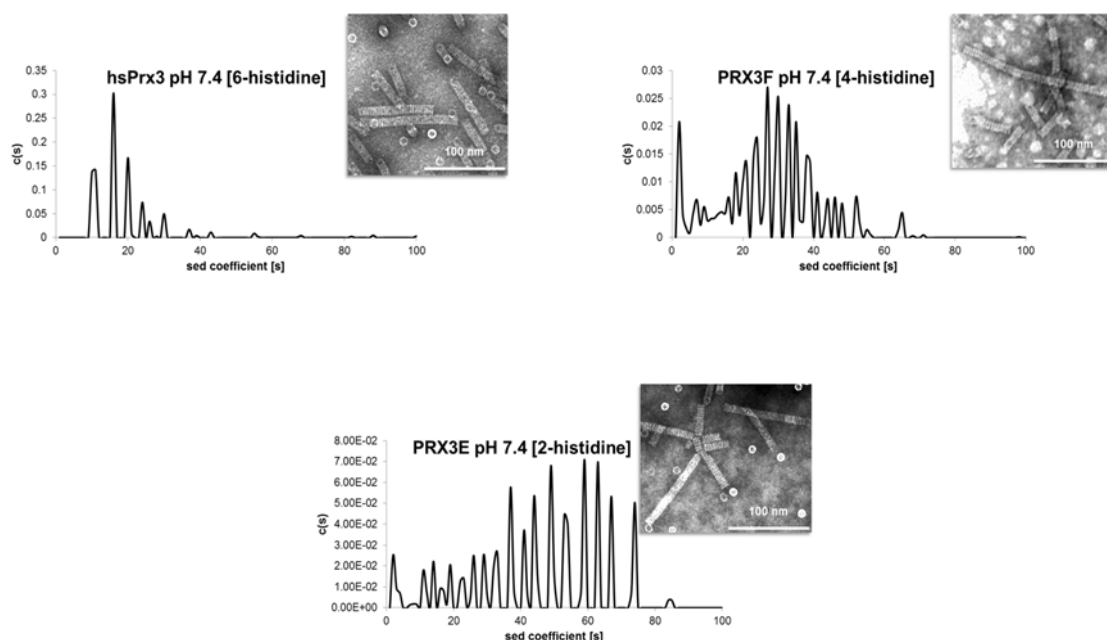 hsPrx3 pH 7.4 [6-histidine]
c(s)
0.35
0.3
0.25
0.2
0.15
0.1
0.05
0
0 20 40 60 80 100
sed coefficient [s]
100 nm
PRX3F pH 7.4 [4-histidine]
c(s)
0.03
0.025
0.02
0.015
0.01
0.005
0
0 20 40 60 80 100
sed coefficient [s]
100 nm
PRX3E pH 7.4 [2-histidine]
c(s)
8.00E-02
7.00E-02
6.00E-02
5.00E-02
4.00E-02
3.00E-02
2.00E-02
1.00E-02
0.00E+00
0 20 40 60 80 100
sed coefficient [s]
100 nm